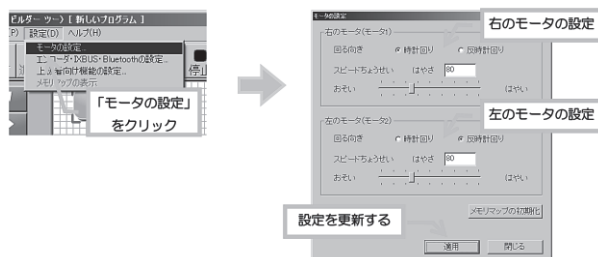 ビルダー ツー) [ 新しいプログラム ]
P) 設定(D) ヘルプ(H)
モータの設定...
エンコーダ・IXBUS・Bluetoothの設定...
上級者向け機能の設定...
メモリマップの表示
停止
「モータの設定」
をクリック
モータの設定
右のモータの設定
右のモータ(モータ1)
回る向き 時計回り 反時計回り
スピードちょうせい はやさ 80
おそい はやい
左のモータの設定
左のモータ(モータ2)
回る向き 時計回り 反時計回り
スピードちょうせい はやさ 80
おそい はやい
メモリマップの初期化
設定を更新する
適用 閉じる